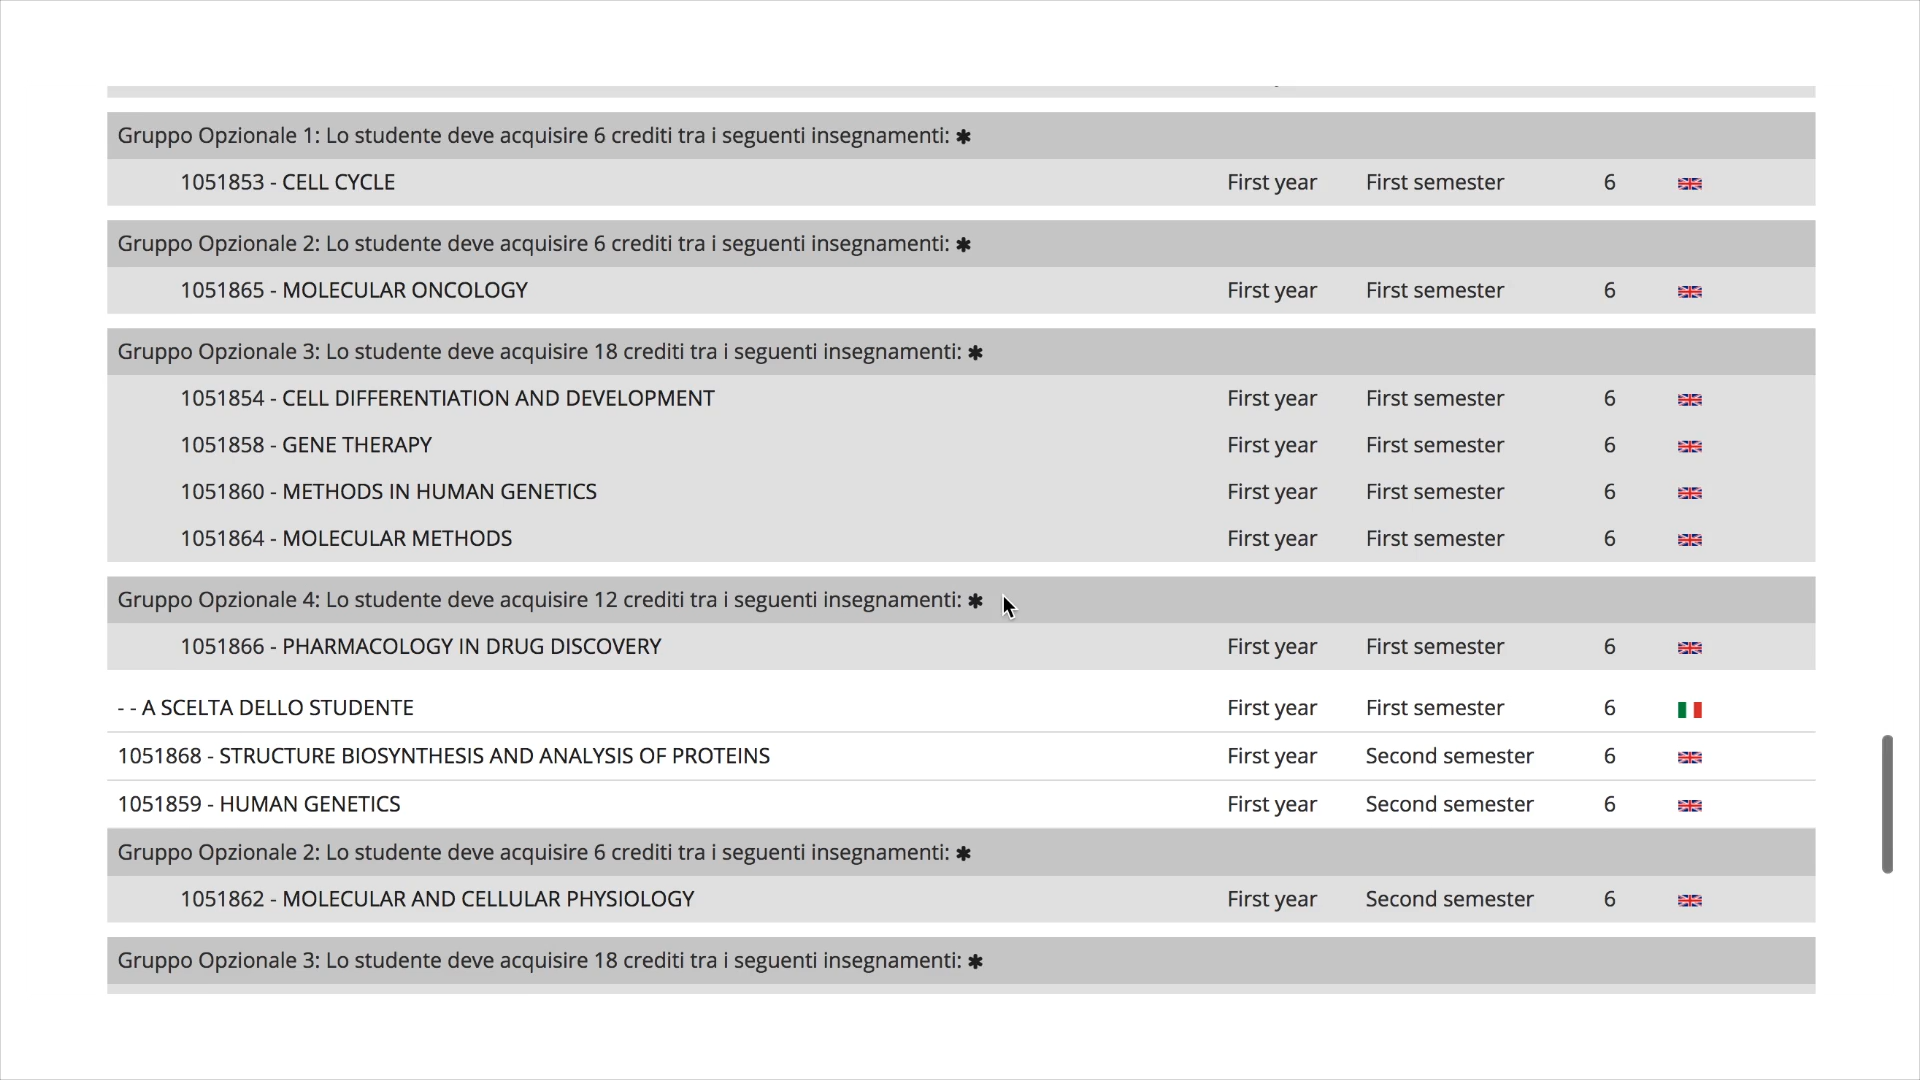 Gruppo Opzionale 1: Lo studente deve acquisire 6 crediti tra i seguenti insegnamenti: ✱
1051853 - CELL CYCLE First year First semester 6
Gruppo Opzionale 2: Lo studente deve acquisire 6 crediti tra i seguenti insegnamenti: ✱
1051865 - MOLECULAR ONCOLOGY First year First semester 6
Gruppo Opzionale 3: Lo studente deve acquisire 18 crediti tra i seguenti insegnamenti: ✱
1051854 - CELL DIFFERENTIATION AND DEVELOPMENT First year First semester 6
1051858 - GENE THERAPY First year First semester 6
1051860 - METHODS IN HUMAN GENETICS First year First semester 6
1051864 - MOLECULAR METHODS First year First semester 6
Gruppo Opzionale 4: Lo studente deve acquisire 12 crediti tra i seguenti insegnamenti: ✱
1051866 - PHARMACOLOGY IN DRUG DISCOVERY First year First semester 6
- - A SCELTA DELLO STUDENTE First year First semester 6
1051868 - STRUCTURE BIOSYNTHESIS AND ANALYSIS OF PROTEINS First year Second semester 6
1051859 - HUMAN GENETICS First year Second semester 6
Gruppo Opzionale 2: Lo studente deve acquisire 6 crediti tra i seguenti insegnamenti: ✱
1051862 - MOLECULAR AND CELLULAR PHYSIOLOGY First year Second semester 6
Gruppo Opzionale 3: Lo studente deve acquisire 18 crediti tra i seguenti insegnamenti: ✱